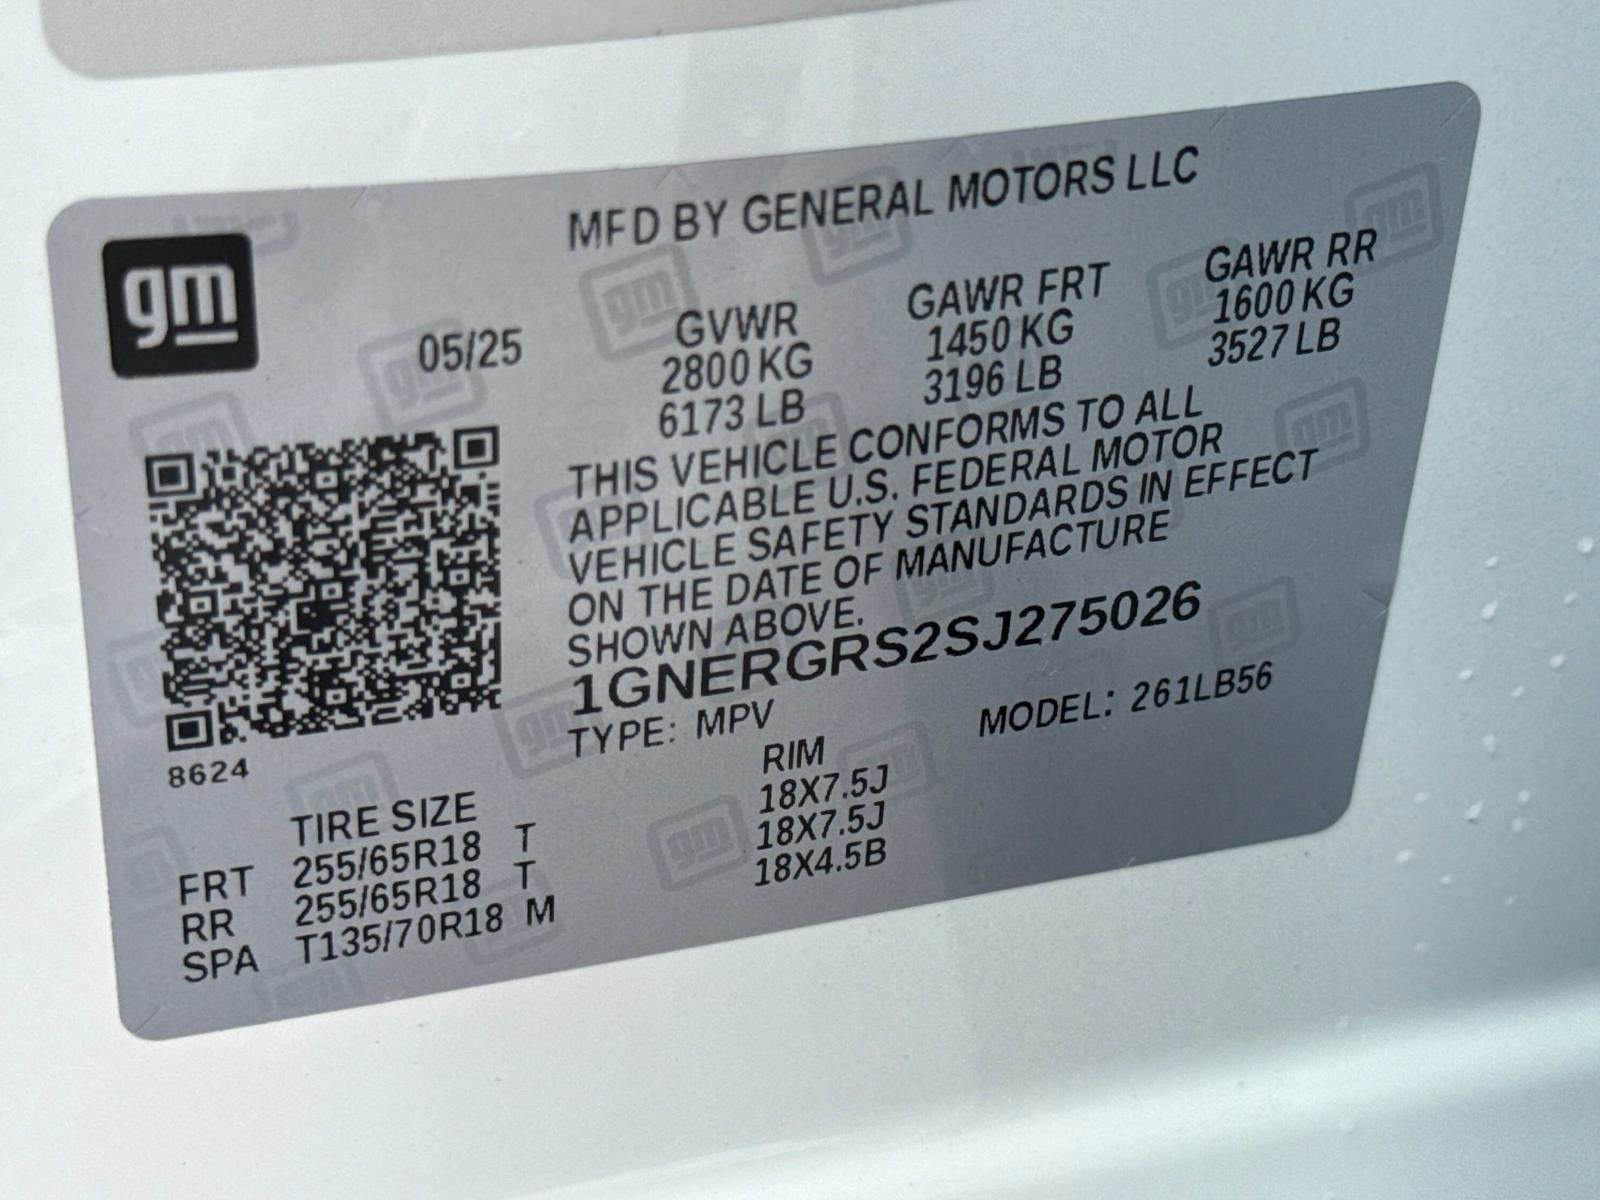 gm
MFD BY GENERAL MOTORS LLC
05/25
GVWR
2800 KG
6173 LB
GAWR FRT
1450 KG
3196 LB
GAWR RR
1600 KG
3527 LB
THIS VEHICLE CONFORMS TO ALL
APPLICABLE U.S. FEDERAL MOTOR
VEHICLE SAFETY STANDARDS IN EFFECT
ON THE DATE OF MANUFACTURE
SHOWN ABOVE.
1GNERGRS2SJ275026
TYPE: MPV MODEL: 261LB56
8624
TIRE SIZE RIM
FRT 255/65R18 T 18X7.5J
RR 255/65R18 T 18X7.5J
SPA T135/70R18 M 18X4.5B